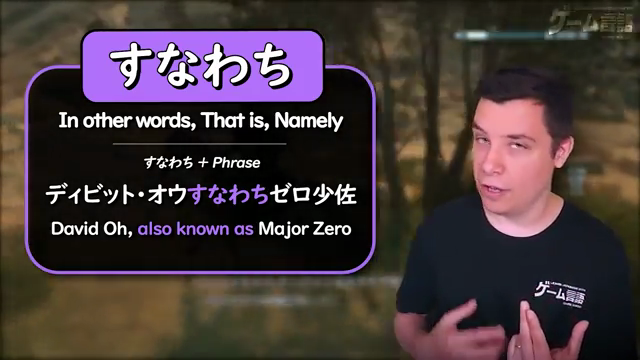 すなわち
In other words, That is, Namely
すなわち + Phrase
ディビット・オウすなわちゼロ少佐
David Oh, also known as Major Zero
ゲーム言語
ゲーム言語